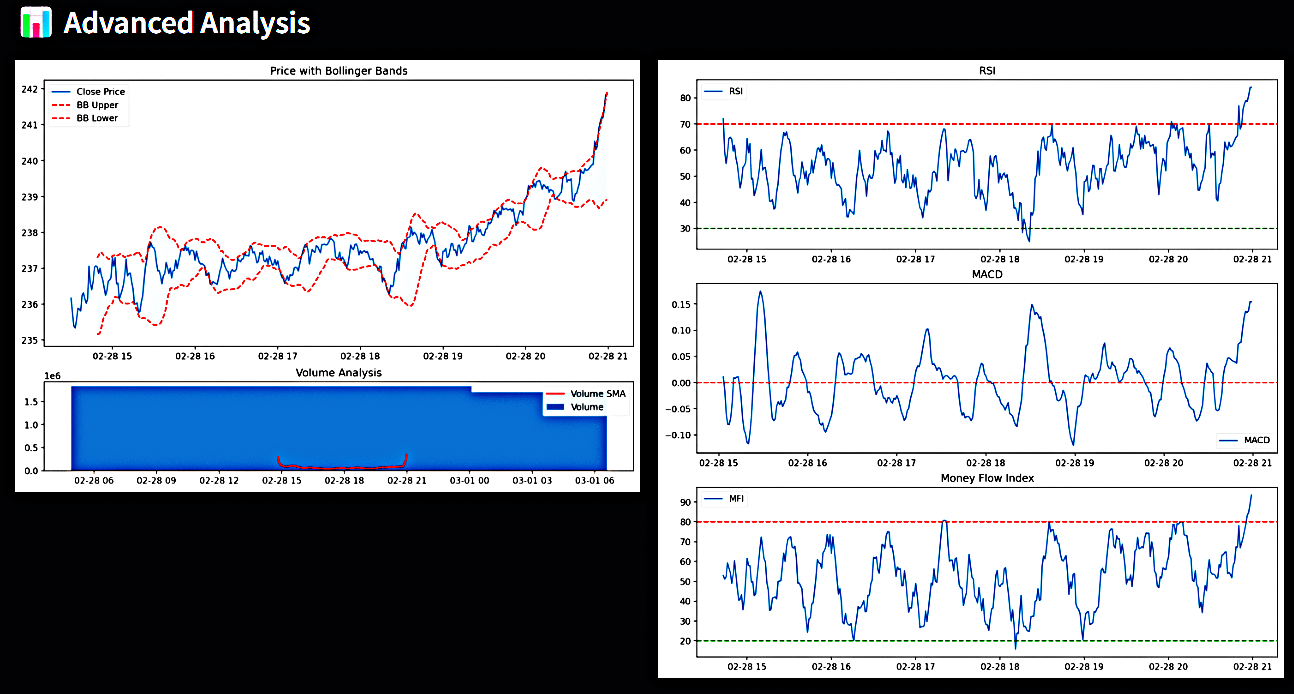 Advanced Analysis
Price with Bollinger Bands
Close Price
BB Upper
BB Lower
242
241
240
239
238
237
236
235
02-28 15 02-28 16 02-28 17 02-28 18 02-28 19 02-28 20 02-28 21
Volume Analysis
1e6
Volume SMA
Volume
1.5
1.0
0.5
0.0
02-28 06 02-28 09 02-28 12 02-28 15 02-28 18 02-28 21 03-01 00 03-01 03 03-01 06
RSI
RSI
80
70
60
50
40
30
02-28 15 02-28 16 02-28 17 02-28 18 02-28 19 02-28 20 02-28 21
MACD
0.15
0.10
0.05
0.00
−0.05
−0.10
MACD
02-28 15 02-28 16 02-28 17 02-28 18 02-28 19 02-28 20 02-28 21
Money Flow Index
MFI
90
80
70
60
50
40
30
20
02-28 15 02-28 16 02-28 17 02-28 18 02-28 19 02-28 20 02-28 21